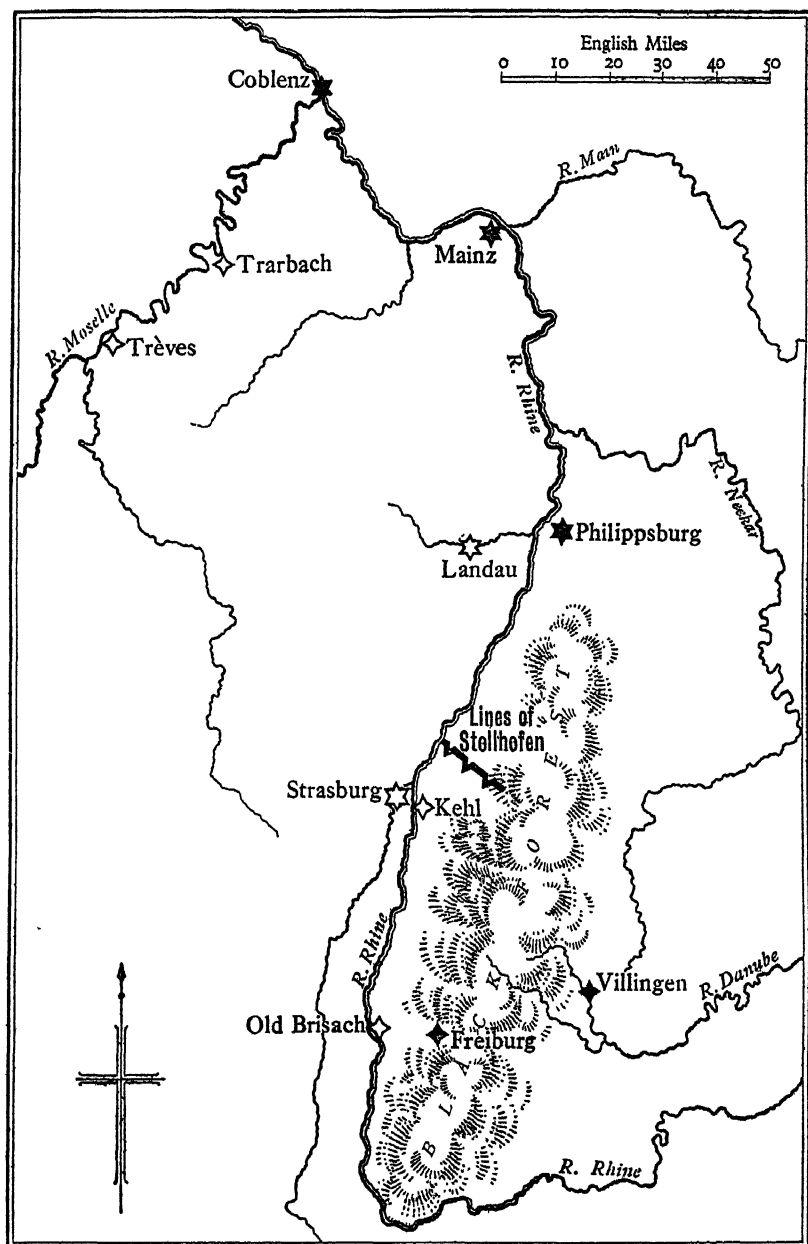 English Miles
0 10 20 30 40 50
Coblenz
R. Main
Mainz
Trarbach
R. Moselle
Trèves
R. Rhine
R. Neckar
Philippsburg
Landau
Lines of
Stollhofen
Strasburg
Kehl
BLACK FOREST
R. Rhine
Villingen
R. Danube
Old Brisach
Freiburg
R. Rhine